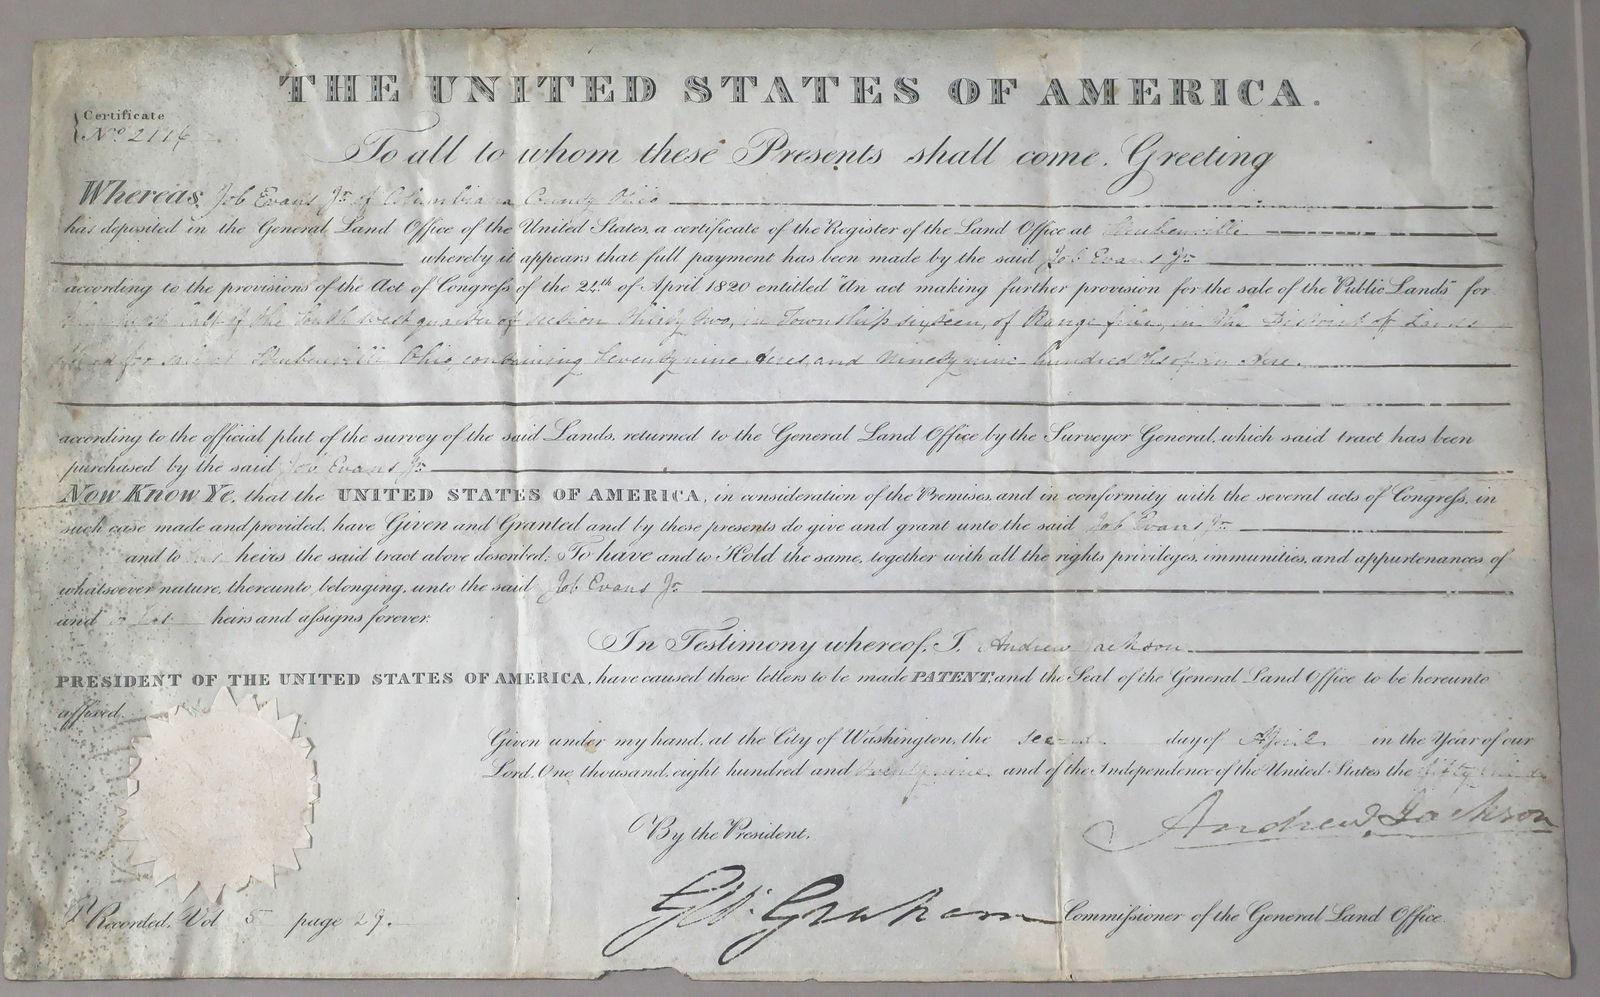 THE UNITED STATES OF AMERICA.
Certificate
No 2116
To all to whom these Presents shall come, Greeting
Whereas Job Evans Jr of Columbiana County Ohio
has deposited in the General Land Office of the United States, a certificate of the Register of the Land Office at Steubenville
whereby it appears that full payment has been made by the said Job Evans Jr
according to the provisions of the Act of Congress of the 24th of April 1820 entitled "An act making further provision for the sale of the Public Lands" for
half of the South West quarter of Section thirty two, in Township sixteen, of Range five, in the District of Lands
for sale at Steubenville Ohio, containing Seventy nine Acres, and Ninety nine hundredths of an Acre.
according to the official plat of the survey of the said Lands, returned to the General Land Office by the Surveyor General, which said tract has been
purchased by the said Job Evans Jr
Now Know Ye, that the UNITED STATES OF AMERICA, in consideration of the Premises, and in conformity with the several acts of Congress, in
such case made and provided, have Given and Granted and by these presents do give and grant unto the said Job Evans Jr
and to his heirs the said tract above described: To have and to Hold the same, together with all the rights privileges, immunities, and appurtenances of
whatsoever nature, thereunto belonging, unto the said Job Evans Jr
and to his heirs and assigns forever.
In Testimony whereof, I, Andrew Jackson
PRESIDENT OF THE UNITED STATES OF AMERICA, have caused these letters to be made PATENT, and the Seal of the General Land Office to be hereunto
affixed.
Given under my hand, at the City of Washington, the second day of April in the Year of our
Lord, One thousand, eight hundred and twenty nine and of the Independence of the United States the fifty third
Andrew Jackson
By the President,
Recorded, Vol 5 page 29.
G W. Graham Commissioner of the General Land Office